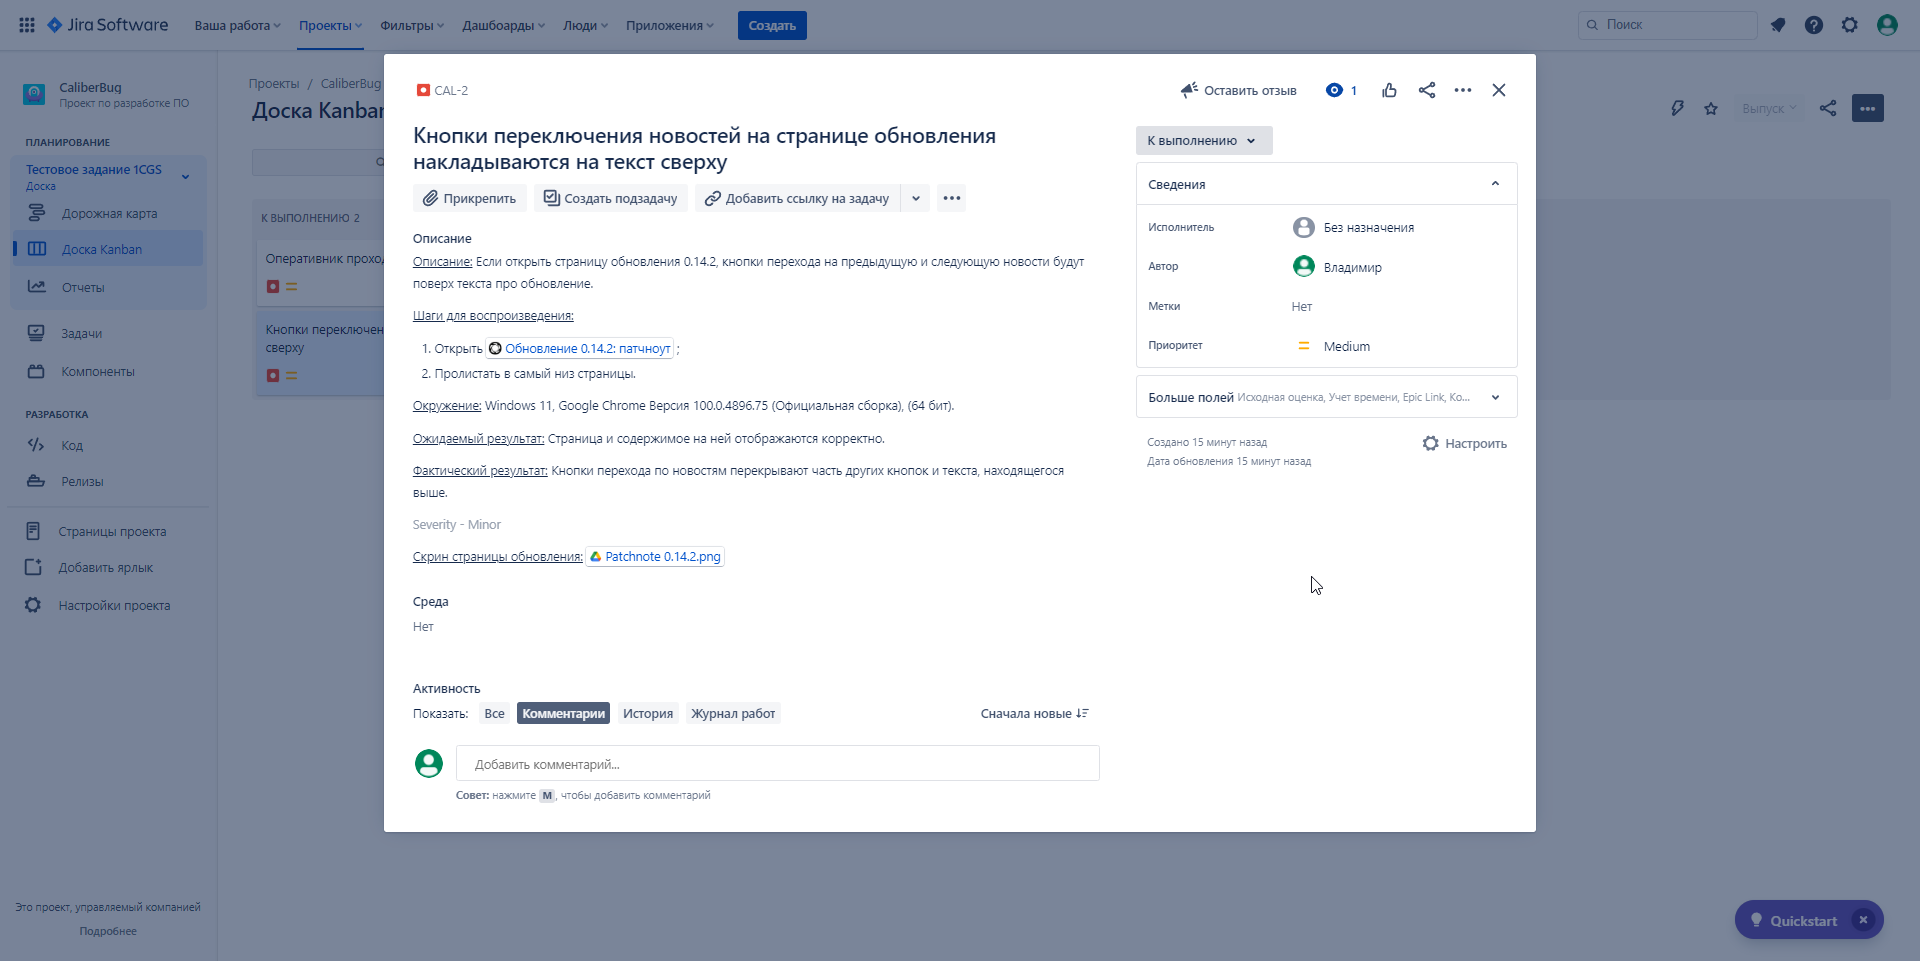 Jira Software
Ваша работа
Проекты
Фильтры
Дашборды
Люди
Приложения
Создать
Поиск
CaliberBug
Проект по разработке ПО
ПЛАНИРОВАНИЕ
Тестовое задание 1CGS
Доска
Дорожная карта
Доска Kanban
Отчеты
Задачи
Компоненты
РАЗРАБОТКА
Код
Релизы
Страницы проекта
Добавить ярлык
Настройки проекта
Это проект, управляемый компанией
Подробнее
Проекты / CaliberBug
Доска Kanban
К ВЫПОЛНЕНИЮ 2
Оперативник прохо
Кнопки переключен
сверху
Выпуск
CAL-2
Оставить отзыв
1
Кнопки переключения новостей на странице обновления
накладываются на текст сверху
Прикрепить
Создать подзадачу
Добавить ссылку на задачу
Описание
Описание: Если открыть страницу обновления 0.14.2, кнопки перехода на предыдущую и следующую новости будут
поверх текста про обновление.
Шаги для воспроизведения:
1. Открыть Обновление 0.14.2: патчноут ;
2. Пролистать в самый низ страницы.
Окружение: Windows 11, Google Chrome Версия 100.0.4896.75 (Официальная сборка), (64 бит).
Ожидаемый результат: Страница и содержимое на ней отображаются корректно.
Фактический результат: Кнопки перехода по новостям перекрывают часть других кнопок и текста, находящегося
выше.
Severity - Minor
Скрин страницы обновления: Patchnote 0.14.2.png
Среда
Нет
Активность
Показать:
Все
Комментарии
История
Журнал работ
Сначала новые
Добавить комментарий...
Совет: нажмите M, чтобы добавить комментарий
К выполнению
Сведения
Исполнитель
Без назначения
Автор
Владимир
Метки
Нет
Приоритет
Medium
Больше полей Исходная оценка, Учет времени, Epic Link, Ко...
Создано 15 минут назад
Дата обновления 15 минут назад
Настроить
Quickstart